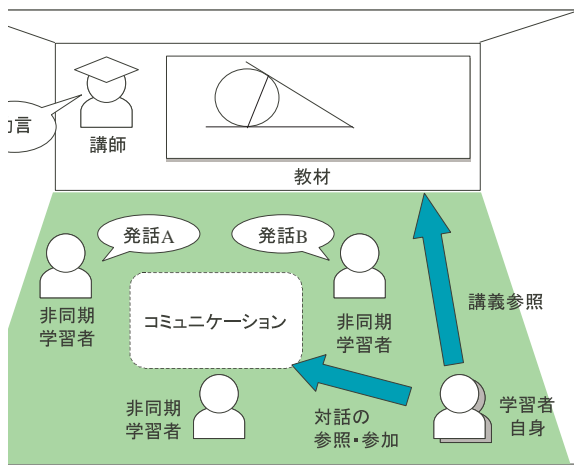 言
講師
教材
発話A
発話B
コミュニケーション
講義参照
非同期
学習者
非同期
学習者
非同期
学習者
対話の
参照・参加
学習者
自身